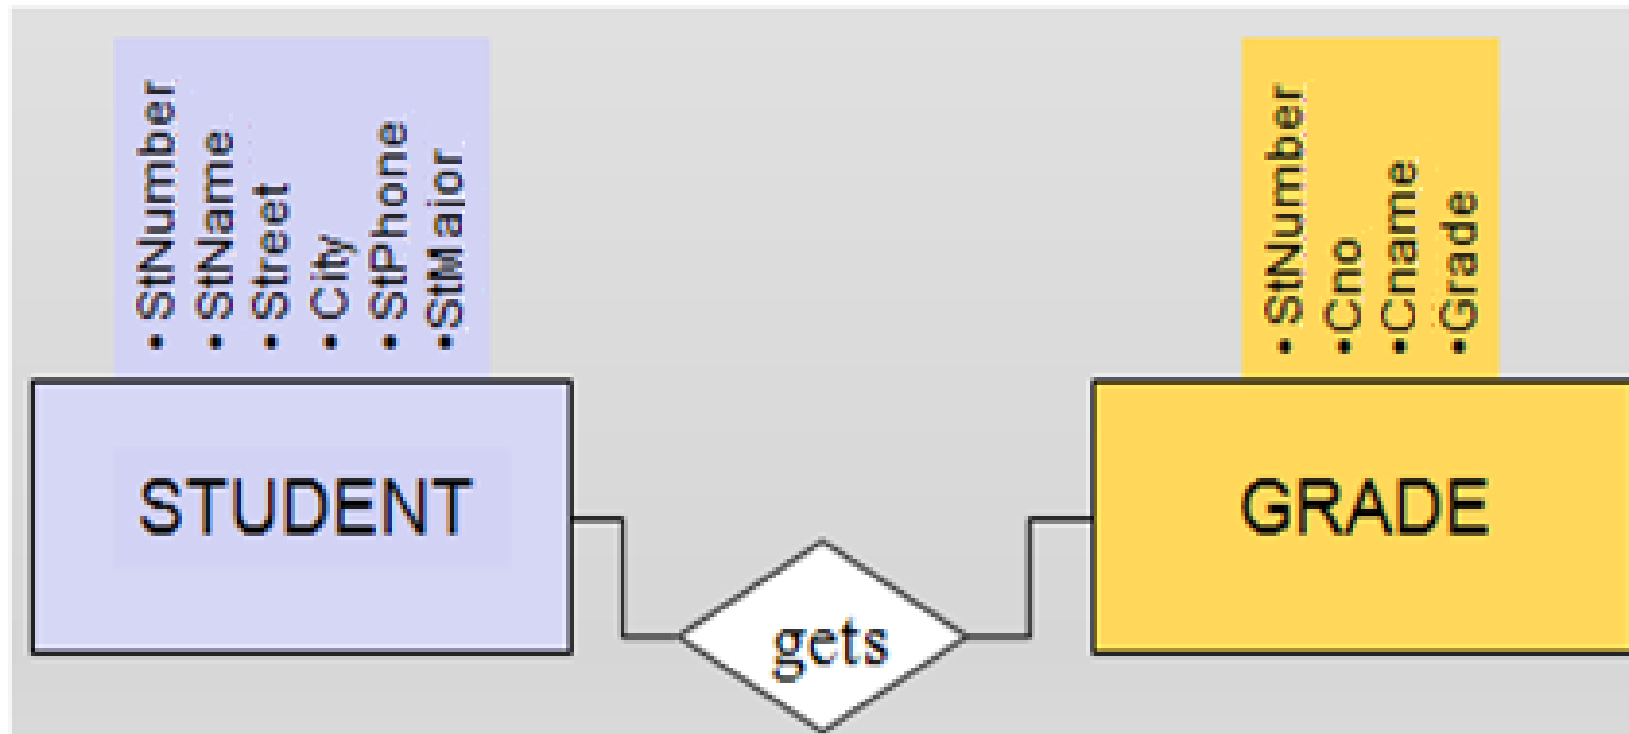 • StNumber
• StName
• Street
• City
• StPhone
•StMajor
• StNumber
•Cno
•Cname
•Grade
STUDENT
GRADE
gets